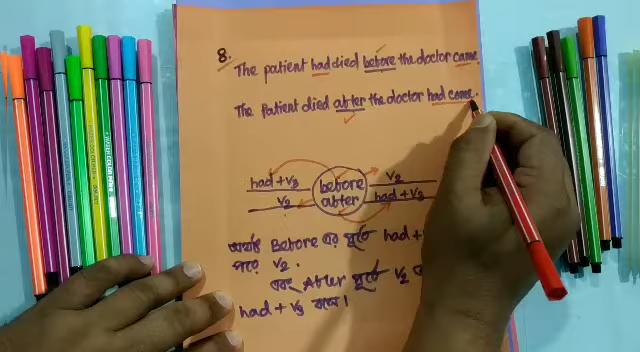 8.
The patient had died before the doctor came.
The Patient died after the doctor had come.
had + v3 before v2
v2 after had + v3
অর্থাৎ Before এর পূর্বে had +
পরে v2.
এবং After পূর্বে v2
had + v3 বসে।